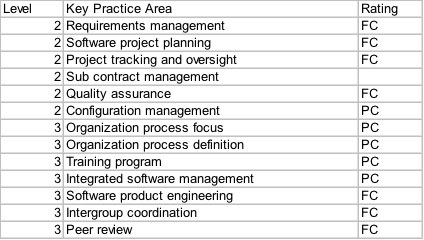 Level Key Practice Area Rating
2 Requirements management FC
2 Software project planning FC
2 Project tracking and oversight FC
2 Sub contract management
2 Quality assurance FC
2 Configuration management PC
3 Organization process focus PC
3 Organization process definition PC
3 Training program PC
3 Integrated software management PC
3 Software product engineering FC
3 Intergroup coordination FC
3 Peer review FC